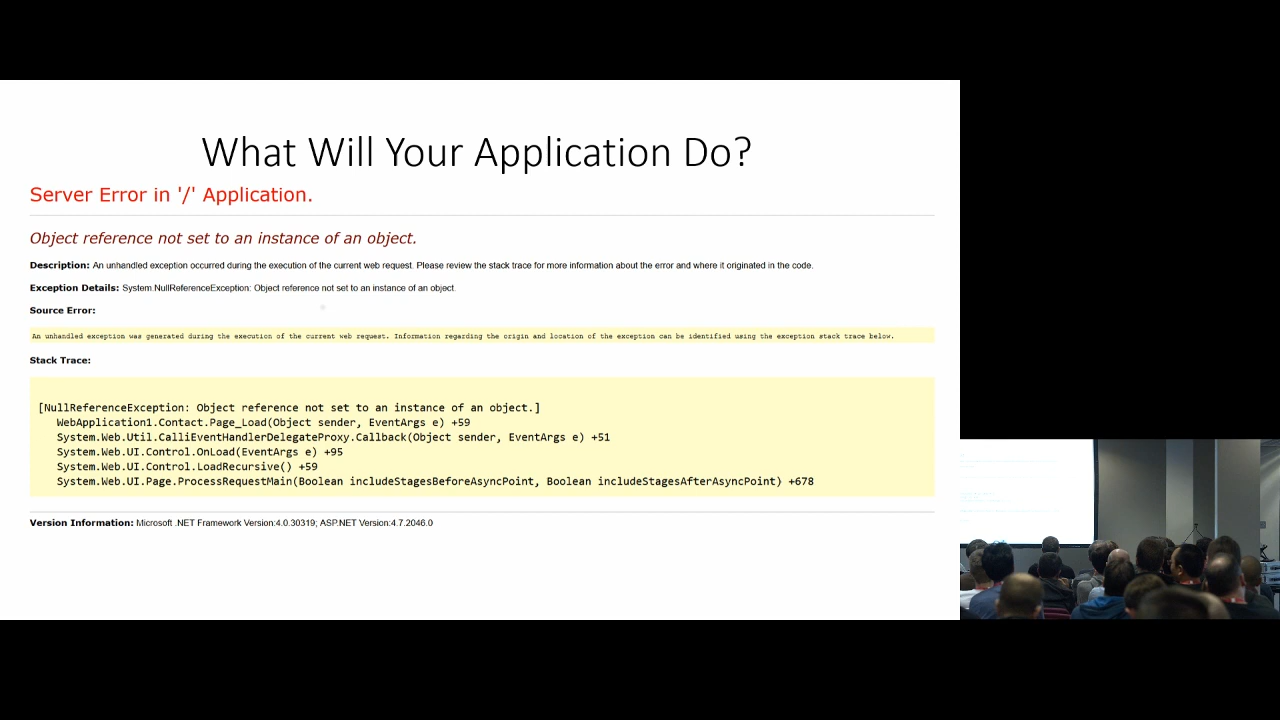 What Will Your Application Do?
Server Error in '/' Application.
Object reference not set to an instance of an object.
Description: An unhandled exception occurred during the execution of the current web request. Please review the stack trace for more information about the error and where it originated in the code.
Exception Details: System.NullReferenceException: Object reference not set to an instance of an object.
Source Error:
An unhandled exception was generated during the execution of the current web request. Information regarding the origin and location of the exception can be identified using the exception stack trace below.
Stack Trace:
[NullReferenceException: Object reference not set to an instance of an object.]
WebApplication1.Contact.Page_Load(Object sender, EventArgs e) +59
System.Web.Util.CalliEventHandlerDelegateProxy.Callback(Object sender, EventArgs e) +51
System.Web.UI.Control.OnLoad(EventArgs e) +95
System.Web.UI.Control.LoadRecursive() +59
System.Web.UI.Page.ProcessRequestMain(Boolean includeStagesBeforeAsyncPoint, Boolean includeStagesAfterAsyncPoint) +678
Version Information: Microsoft .NET Framework Version:4.0.30319; ASP.NET Version:4.7.2046.0